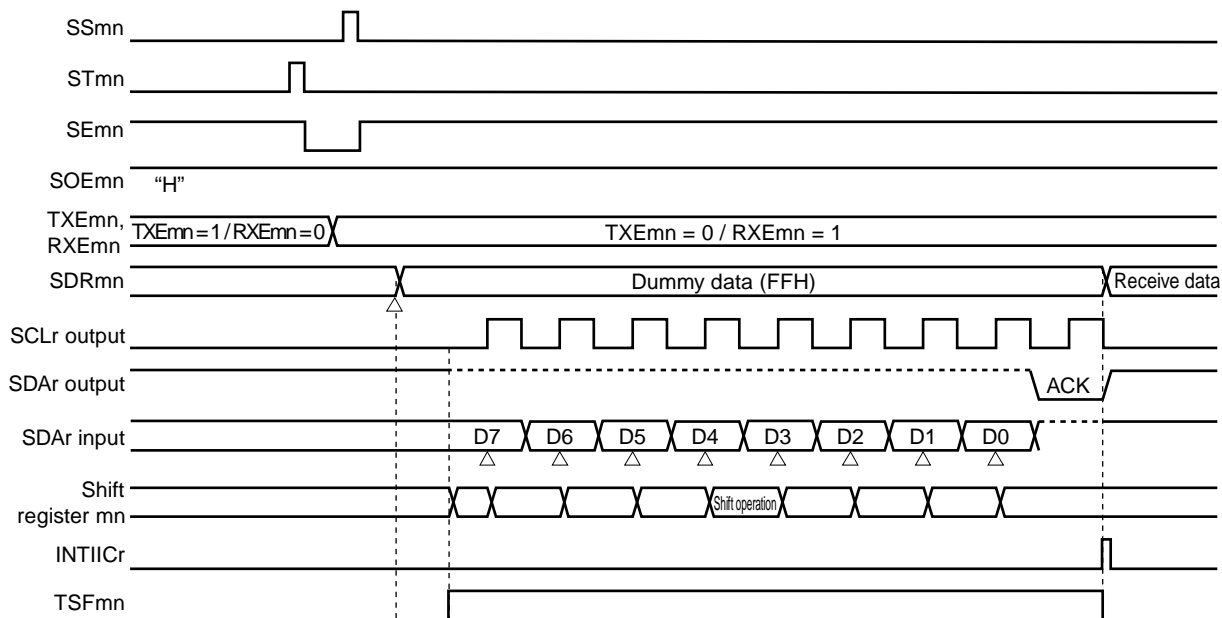 SSmn
STmn
SEmn
SOEmn “H”
TXEmn,
RXEmn
TXEmn = 1 / RXEmn = 0
TXEmn = 0 / RXEmn = 1
SDRmn
Dummy data (FFH)
Receive data
SCLr output
SDAr output
ACK
SDAr input
D7 D6 D5 D4 D3 D2 D1 D0
Shift
register mn
Shift operation
INTIICr
TSFmn